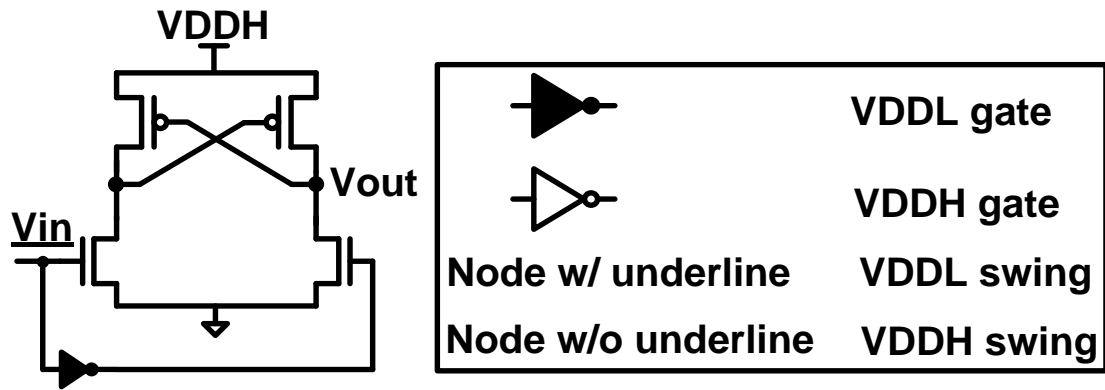 VDDH
Vout
Vin
VDDL gate
VDDH gate
Node w/ underline VDDL swing
Node w/o underline VDDH swing